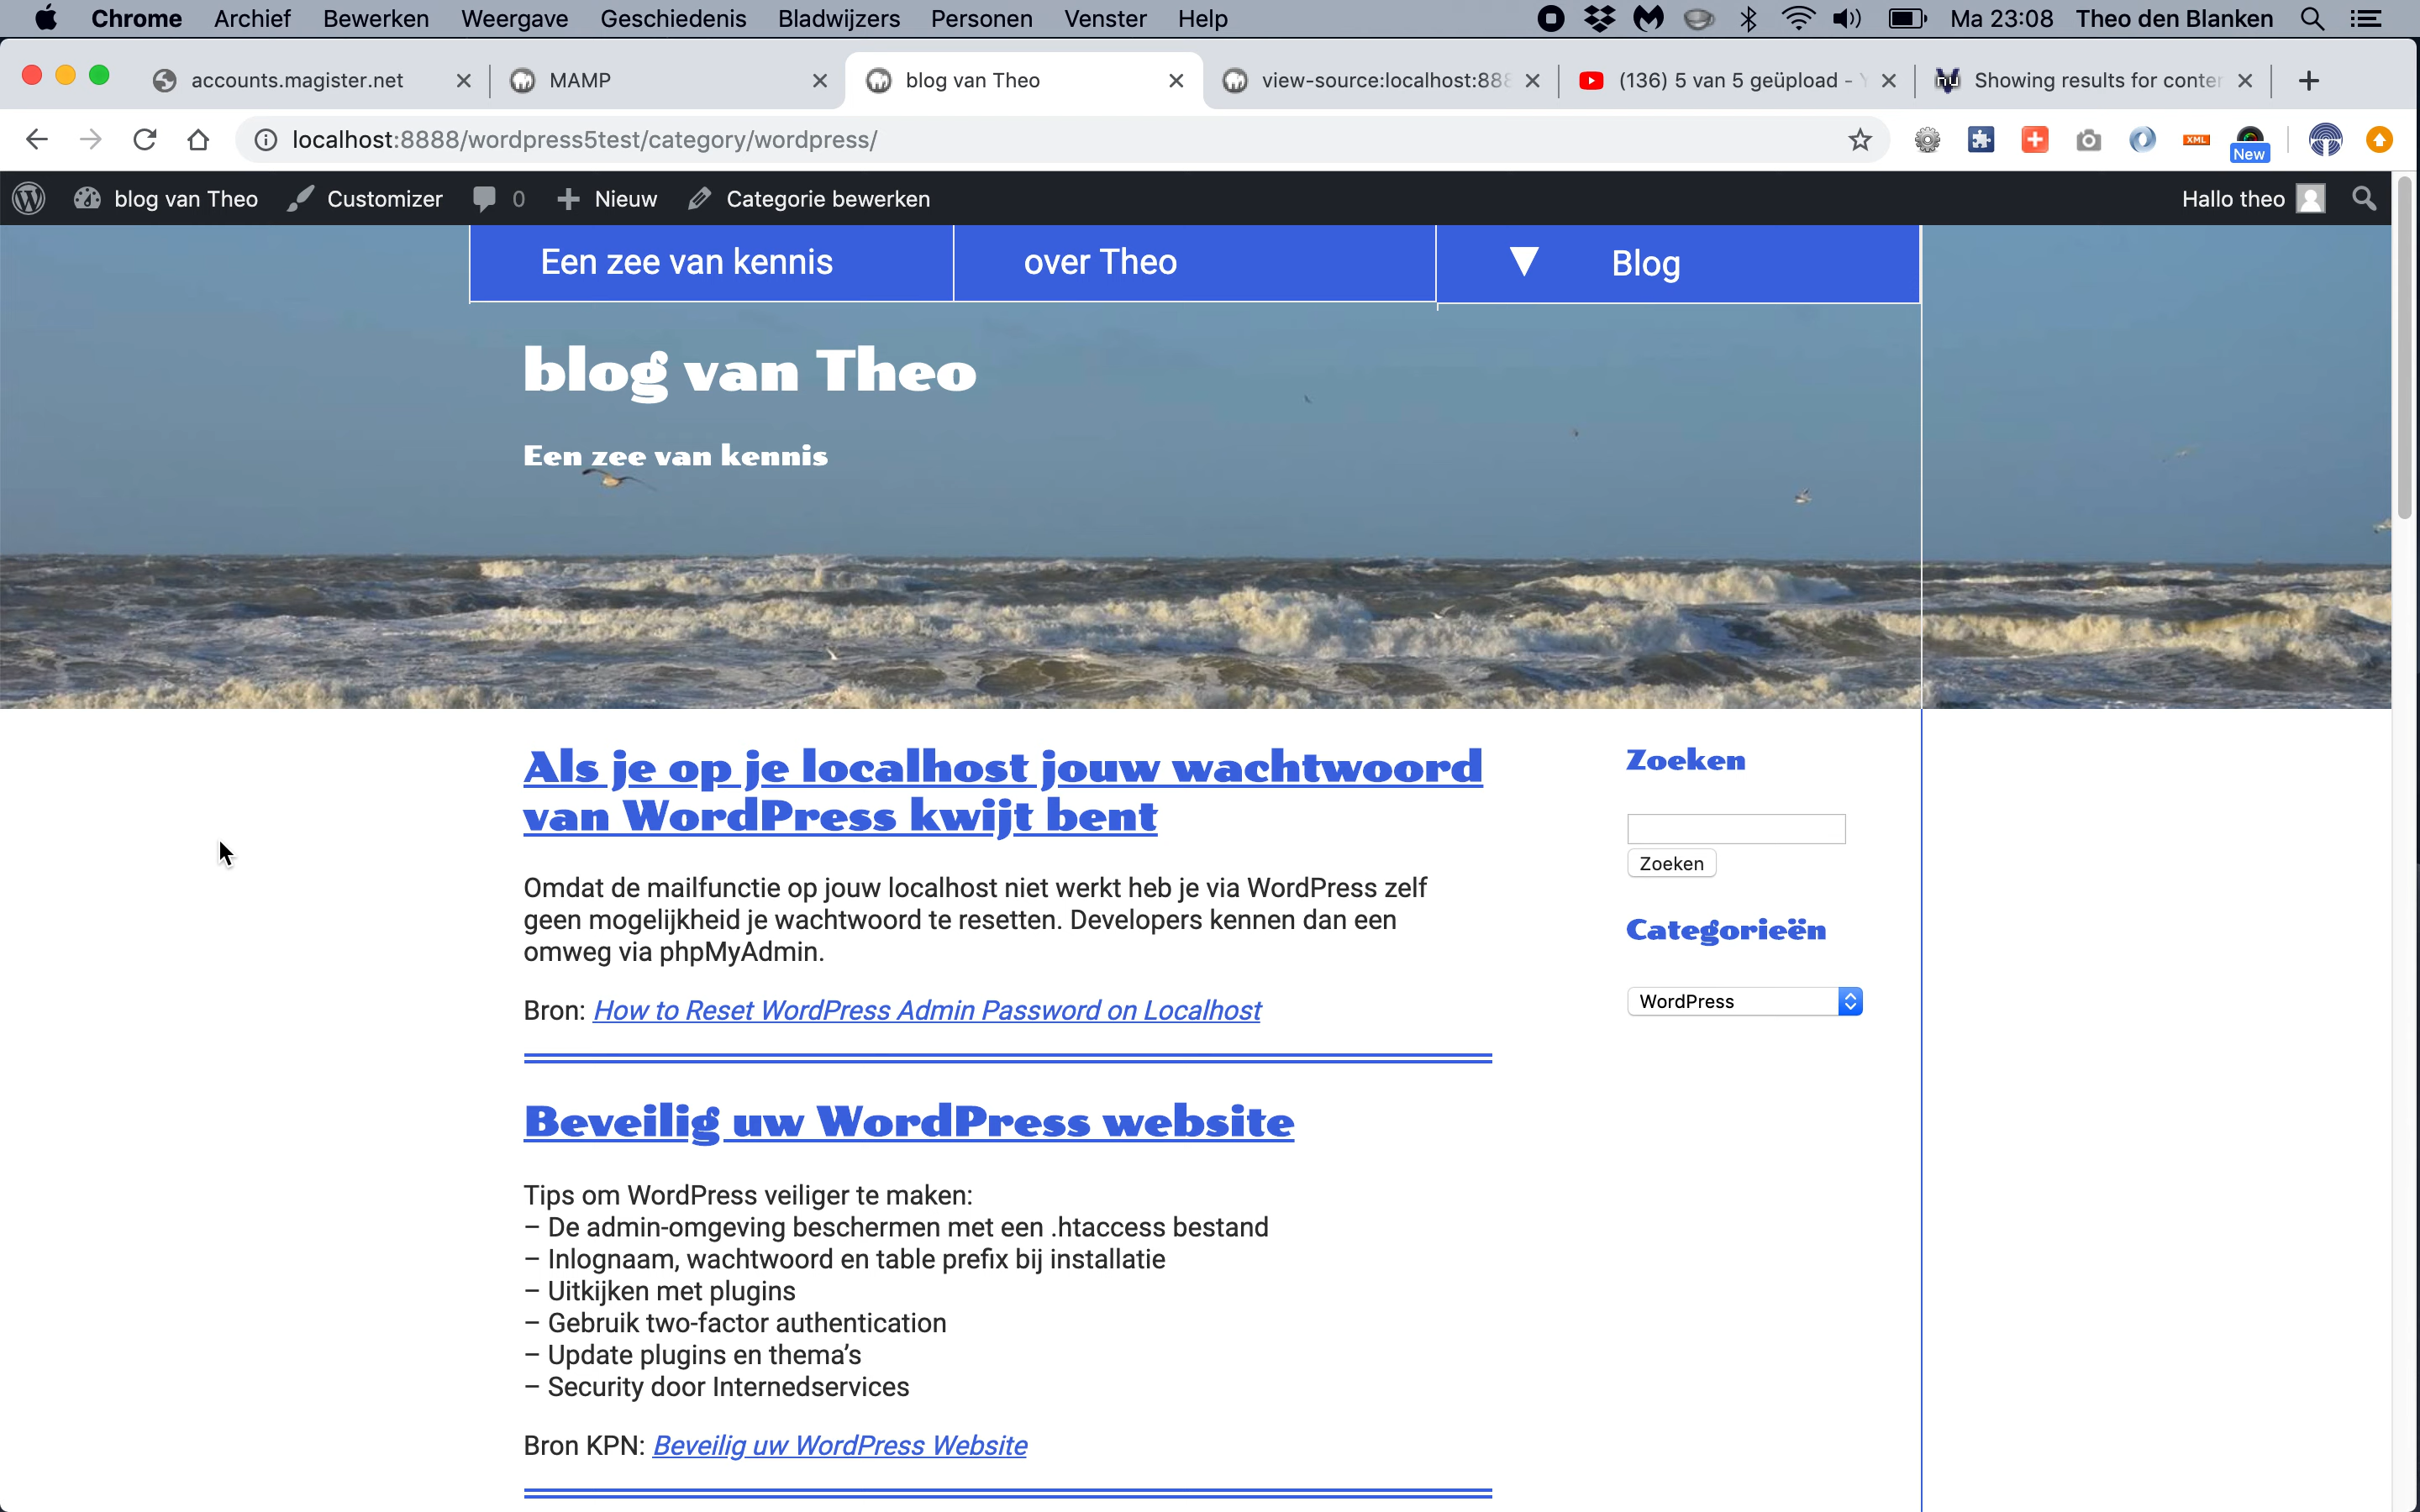 Chrome Archief Bewerken Weergave Geschiedenis Bladwijzers Personen Venster Help Ma 23:08 Theo den Blanken
accounts.magister.net MAMP blog van Theo view-source:localhost:888 (136) 5 van 5 geüpload - Showing results for conter
localhost:8888/wordpress5test/category/wordpress/ XML New
blog van Theo Customizer 0 Nieuw Categorie bewerken Hallo theo
Een zee van kennis over Theo ▼ Blog
blog van Theo
Een zee van kennis
Als je op je localhost jouw wachtwoord
van WordPress kwijt bent
Omdat de mailfunctie op jouw localhost niet werkt heb je via WordPress zelf
geen mogelijkheid je wachtwoord te resetten. Developers kennen dan een
omweg via phpMyAdmin.
Bron: How to Reset WordPress Admin Password on Localhost
Beveilig uw WordPress website
Tips om WordPress veiliger te maken:
– De admin-omgeving beschermen met een .htaccess bestand
– Inlognaam, wachtwoord en table prefix bij installatie
– Uitkijken met plugins
– Gebruik two-factor authentication
– Update plugins en thema’s
– Security door Internedservices
Bron KPN: Beveilig uw WordPress Website
Zoeken
Zoeken
Categorieën
WordPress